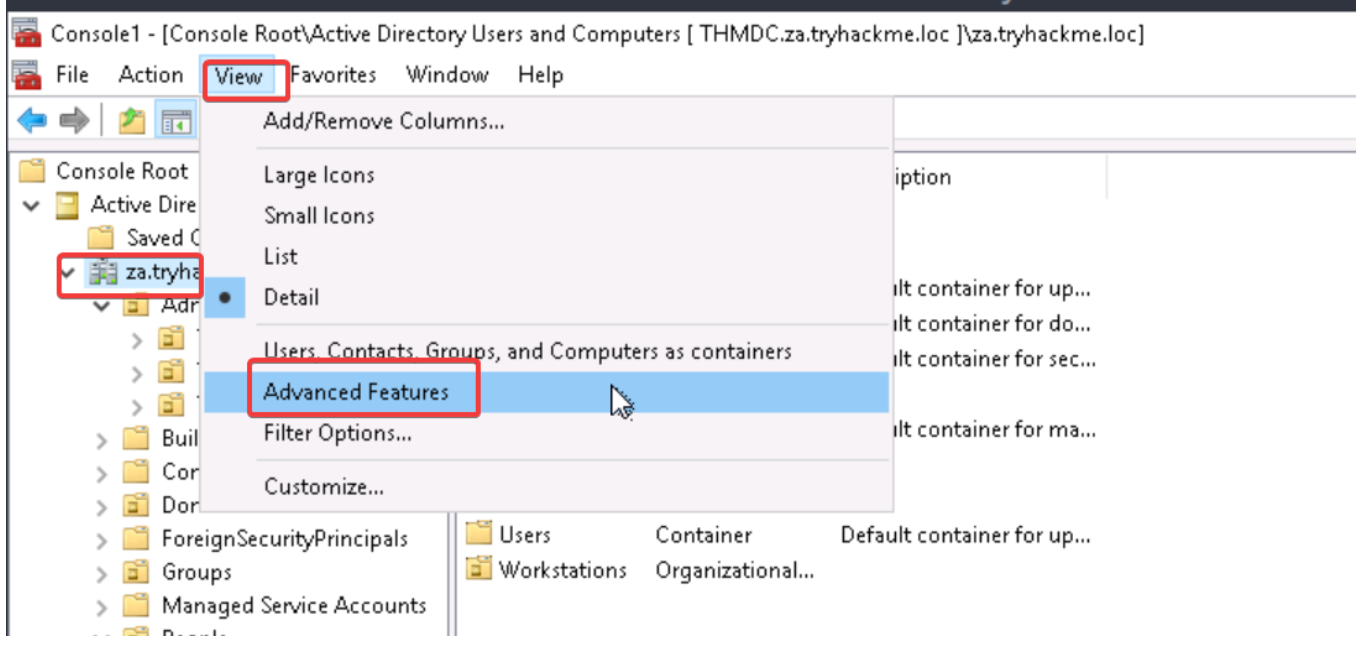 Console1 - [Console Root\Active Directory Users and Computers [ THMDC.za.tryhackme.loc ]\za.tryhackme.loc]
File Action View Favorites Window Help
Add/Remove Columns...
Console Root
Large Icons
iption
Active Dire
Small Icons
Saved C
List
za.tryha
Detail
ult container for up...
Adr
ult container for do...
Users, Contacts, Groups, and Computers as containers
ult container for sec...
Advanced Features
Filter Options...
Buil
ult container for ma...
Cor
Customize...
Dor
ForeignSecurityPrincipals
Users Container Default container for up...
Groups
Workstations Organizational...
Managed Service Accounts